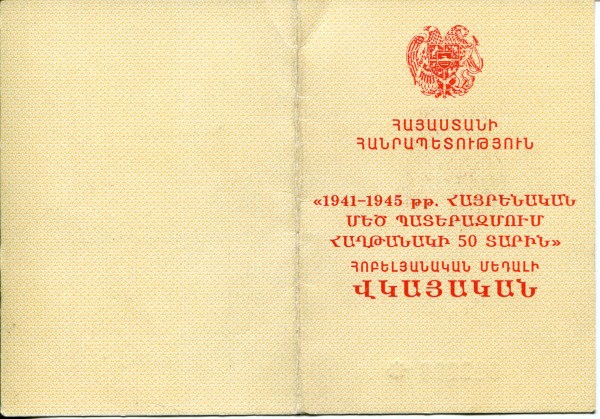 ՀԱՅԱՍՏԱՆԻ
ՀԱՆՐԱՊԵՏՈՒԹՅՈՒՆ
«1941–1945 թթ. ՀԱՅՐԵՆԱԿԱՆ
ՄԵԾ ՊԱՏԵՐԱԶՄՈՒՄ
ՀԱՂԹԱՆԱԿԻ 50 ՏԱՐԻՆ»
ՀՈԲԵԼՅԱՆԱԿԱՆ ՄԵԴԱԼԻ
ՎԿԱՅԱԿԱՆ